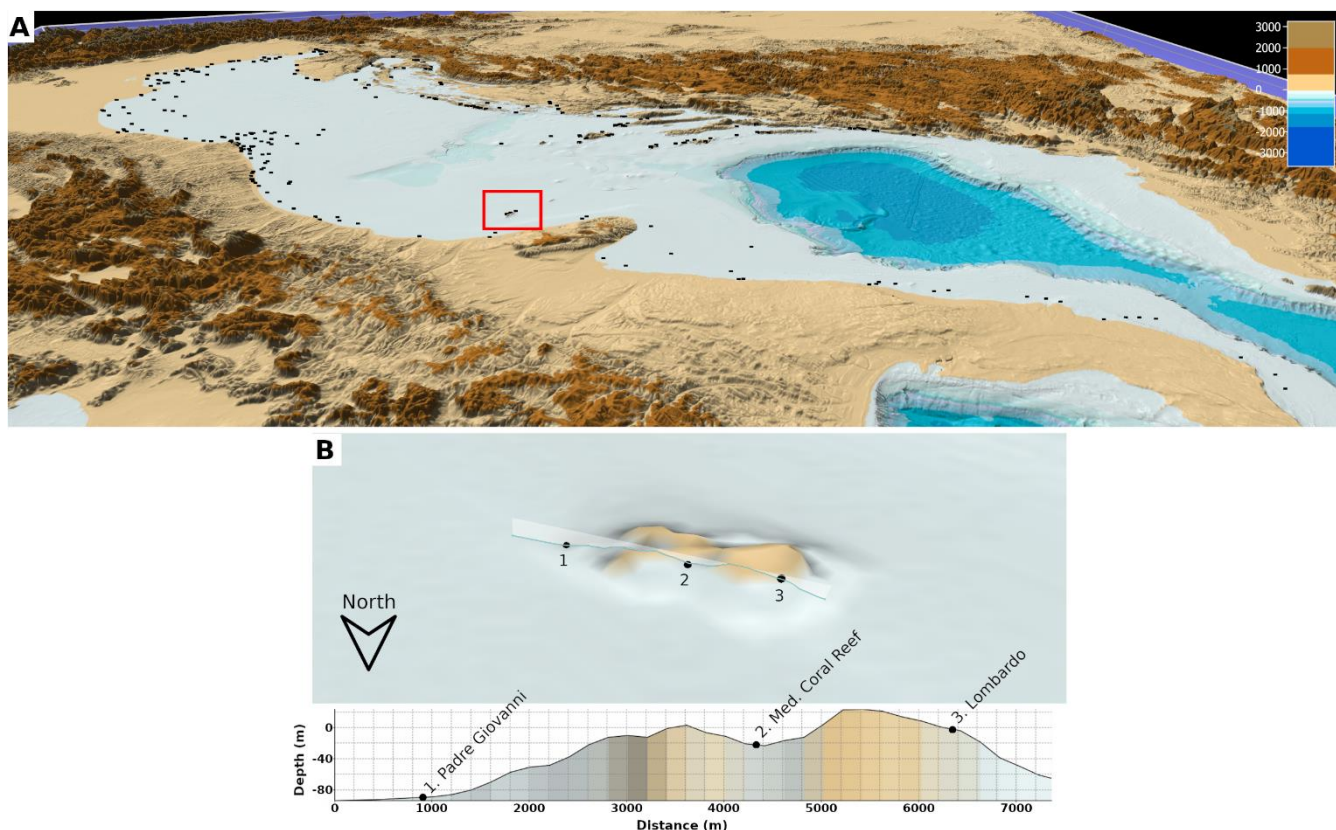 A
3000
2000
1000
0
-1000
-2000
-3000
B
1
2
3
North
1. Padre Giovanni
2. Med. Coral Reef
3. Lombardo
0
-40
-80
Depth (m)
0 1000 2000 3000 4000 5000 6000 7000
Distance (m)